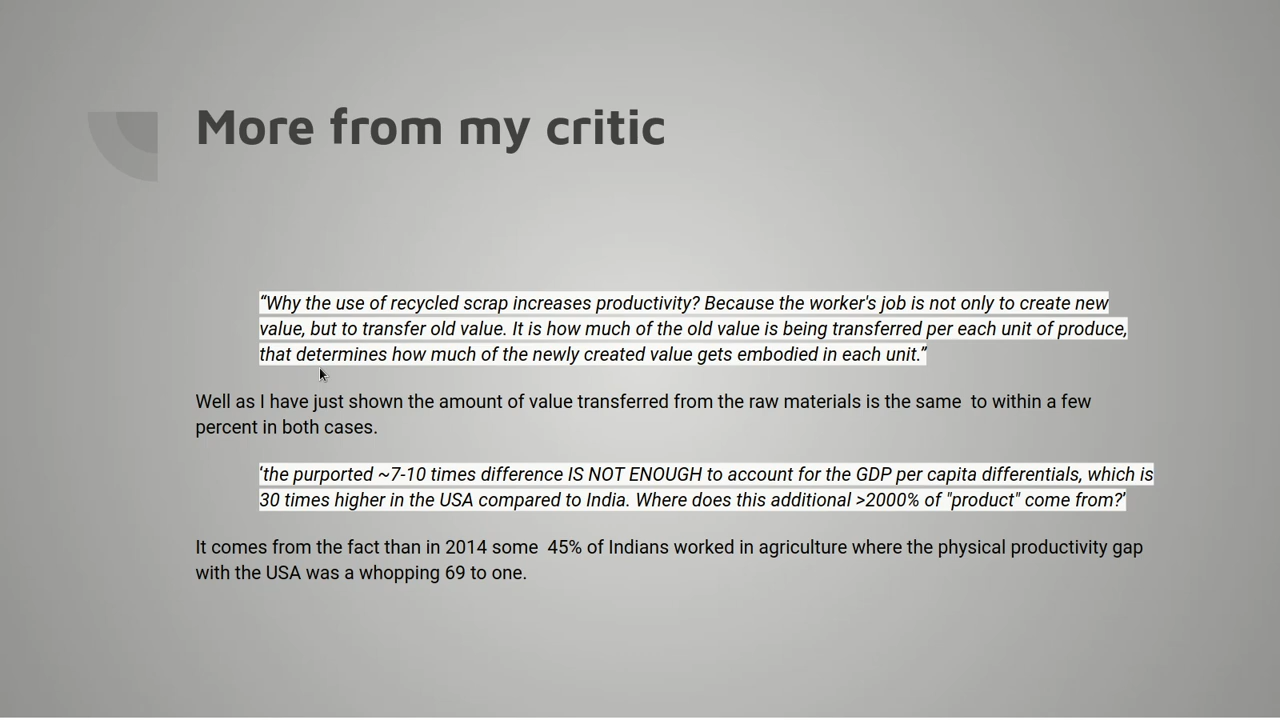 More from my critic
“Why the use of recycled scrap increases productivity? Because the worker's job is not only to create new
value, but to transfer old value. It is how much of the old value is being transferred per each unit of produce,
that determines how much of the newly created value gets embodied in each unit.”
Well as I have just shown the amount of value transferred from the raw materials is the same  to within a few
percent in both cases.
‘the purported ~7-10 times difference IS NOT ENOUGH to account for the GDP per capita differentials, which is
30 times higher in the USA compared to India. Where does this additional >2000% of "product" come from?’
It comes from the fact than in 2014 some  45% of Indians worked in agriculture where the physical productivity gap
with the USA was a whopping 69 to one.